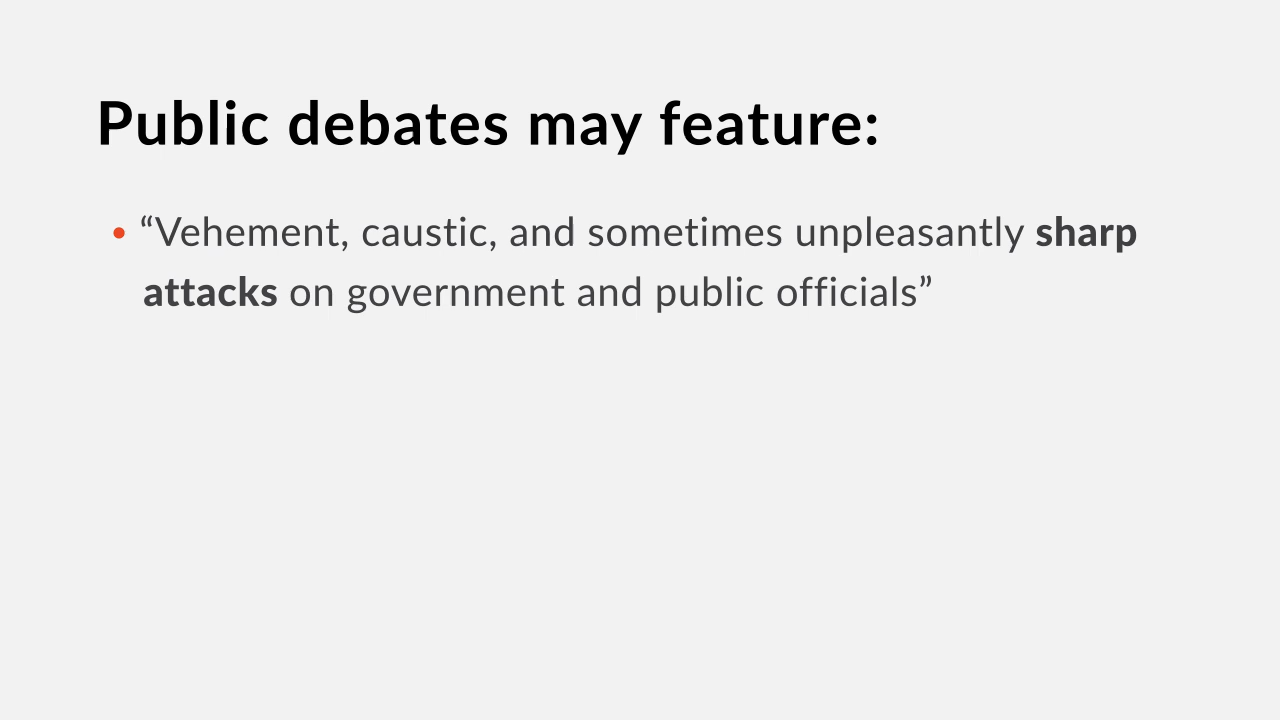 Public debates may feature:
• “Vehement, caustic, and sometimes unpleasantly sharp
attacks on government and public officials”